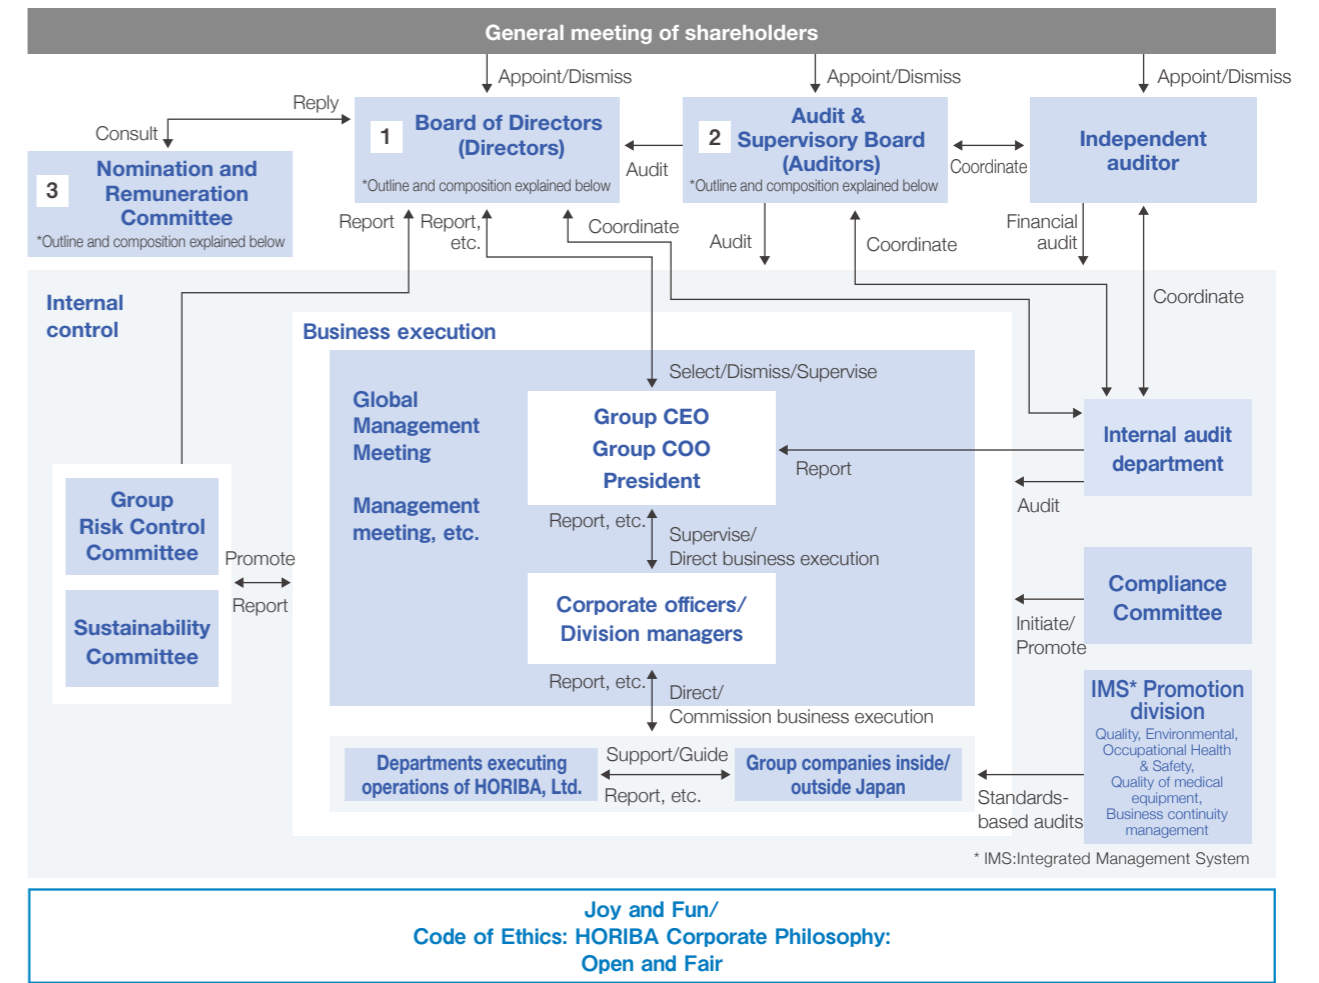 General meeting of shareholders
Appoint/Dismiss
Appoint/Dismiss
Appoint/Dismiss
Reply
Consult
1
Board of Directors
(Directors)
*Outline and composition explained below
Audit
2
Audit &
Supervisory Board
(Auditors)
*Outline and composition explained below
Coordinate
Independent
auditor
3
Nomination and
Remuneration
Committee
*Outline and composition explained below
Report
Report,
etc.
Coordinate
Audit
Coordinate
Financial
audit
Coordinate
Internal
control
Business execution
Select/Dismiss/Supervise
Global
Management
Meeting
Management
meeting, etc.
Group CEO
Group COO
President
Report
Internal audit
department
Audit
Report, etc.
Supervise/
Direct business execution
Group
Risk Control
Committee
Sustainability
Committee
Promote
Report
Corporate officers/
Division managers
Compliance
Committee
Initiate/
Promote
Report, etc.
Direct/
Commission business execution
IMS* Promotion
division
Quality, Environmental,
Occupational Health
& Safety,
Quality of medical
equipment,
Business continuity
management
Departments executing
operations of HORIBA, Ltd.
Support/Guide
Report, etc.
Group companies inside/
outside Japan
Standards-
based audits
* IMS:Integrated Management System
Joy and Fun/
Code of Ethics: HORIBA Corporate Philosophy:
Open and Fair